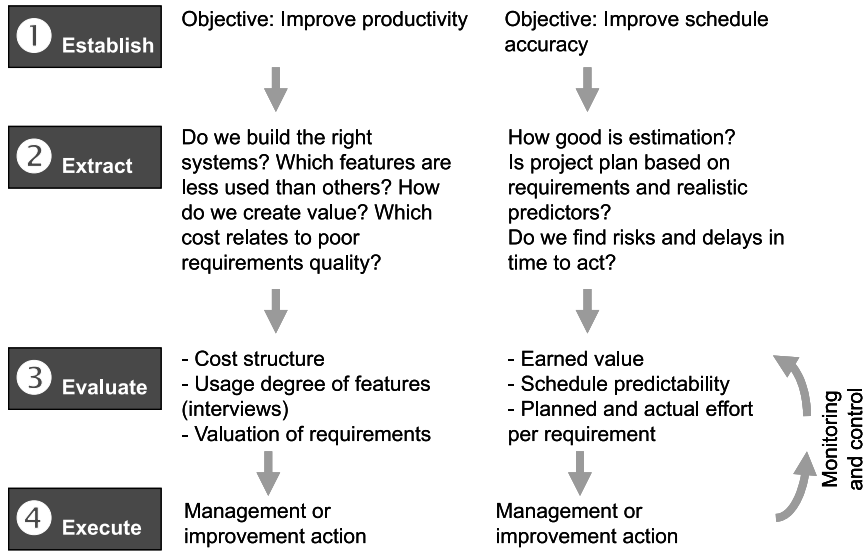 1 Establish
Objective: Improve productivity
Objective: Improve schedule
accuracy
2 Extract
Do we build the right
systems? Which features are
less used than others? How
do we create value? Which
cost relates to poor
requirements quality?
How good is estimation?
Is project plan based on
requirements and realistic
predictors?
Do we find risks and delays in
time to act?
3 Evaluate
- Cost structure
- Usage degree of features
(interviews)
- Valuation of requirements
- Earned value
- Schedule predictability
- Planned and actual effort
per requirement
Monitoring
and control
4 Execute
Management or
improvement action
Management or
improvement action